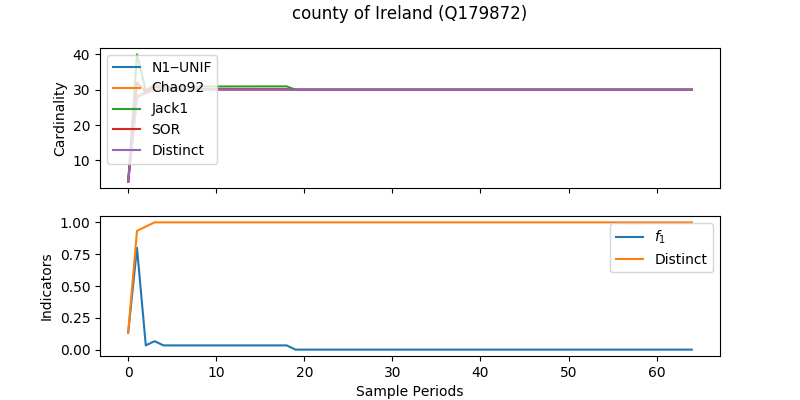 county of Ireland (Q179872)
Cardinality
40
30
20
10
N1−UNIF
Chao92
Jack1
SOR
Distinct
Indicators
1.00
0.75
0.50
0.25
0.00
f1
Distinct
0 10 20 30 40 50 60
Sample Periods